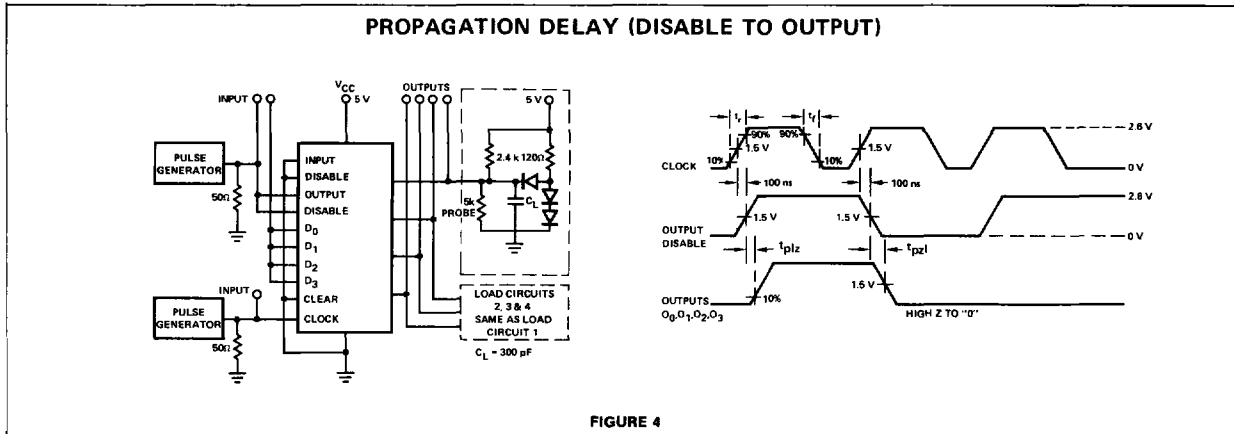 PROPAGATION DELAY (DISABLE TO OUTPUT)
INPUT
VCC
5 V
OUTPUTS
5 V
PULSE
GENERATOR
50Ω
INPUT
DISABLE
OUTPUT
DISABLE
D0
D1
D2
D3
CLEAR
CLOCK
2.4 k 120Ω
5k
PROBE
CL
INPUT
PULSE
GENERATOR
50Ω
LOAD CIRCUITS
2, 3 & 4
SAME AS LOAD
CIRCUIT 1
CL = 300 pF
tr
tf
90%
90%
2.6 V
1.5 V
1.5 V
CLOCK
10%
10%
0 V
100 ns
100 ns
2.8 V
1.5 V
1.5 V
OUTPUT
DISABLE
0 V
tplz
tpzl
1.5 V
10%
OUTPUTS
O0,O1,O2,O3
HIGH Z TO "0"
FIGURE 4